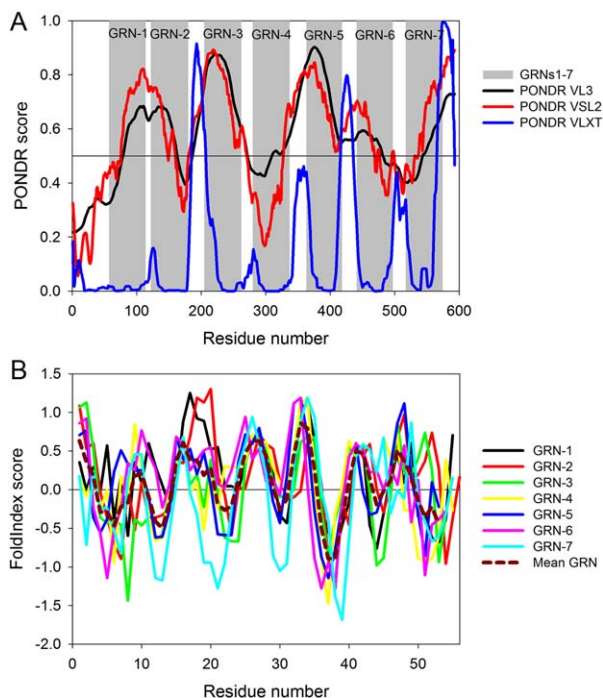 A
GRN-1
GRN-2
GRN-3
GRN-4
GRN-5
GRN-6
GRN-7
1.0
0.8
0.6
0.4
0.2
0.0
PONDR score
0 100 200 300 400 500 600
Residue number
GRNs1-7
PONDR VL3
PONDR VSL2
PONDR VLXT
B
1.5
1.0
0.5
0.0
-0.5
-1.0
-1.5
-2.0
FoldIndex score
0 10 20 30 40 50
Residue number
GRN-1
GRN-2
GRN-3
GRN-4
GRN-5
GRN-6
GRN-7
Mean GRN